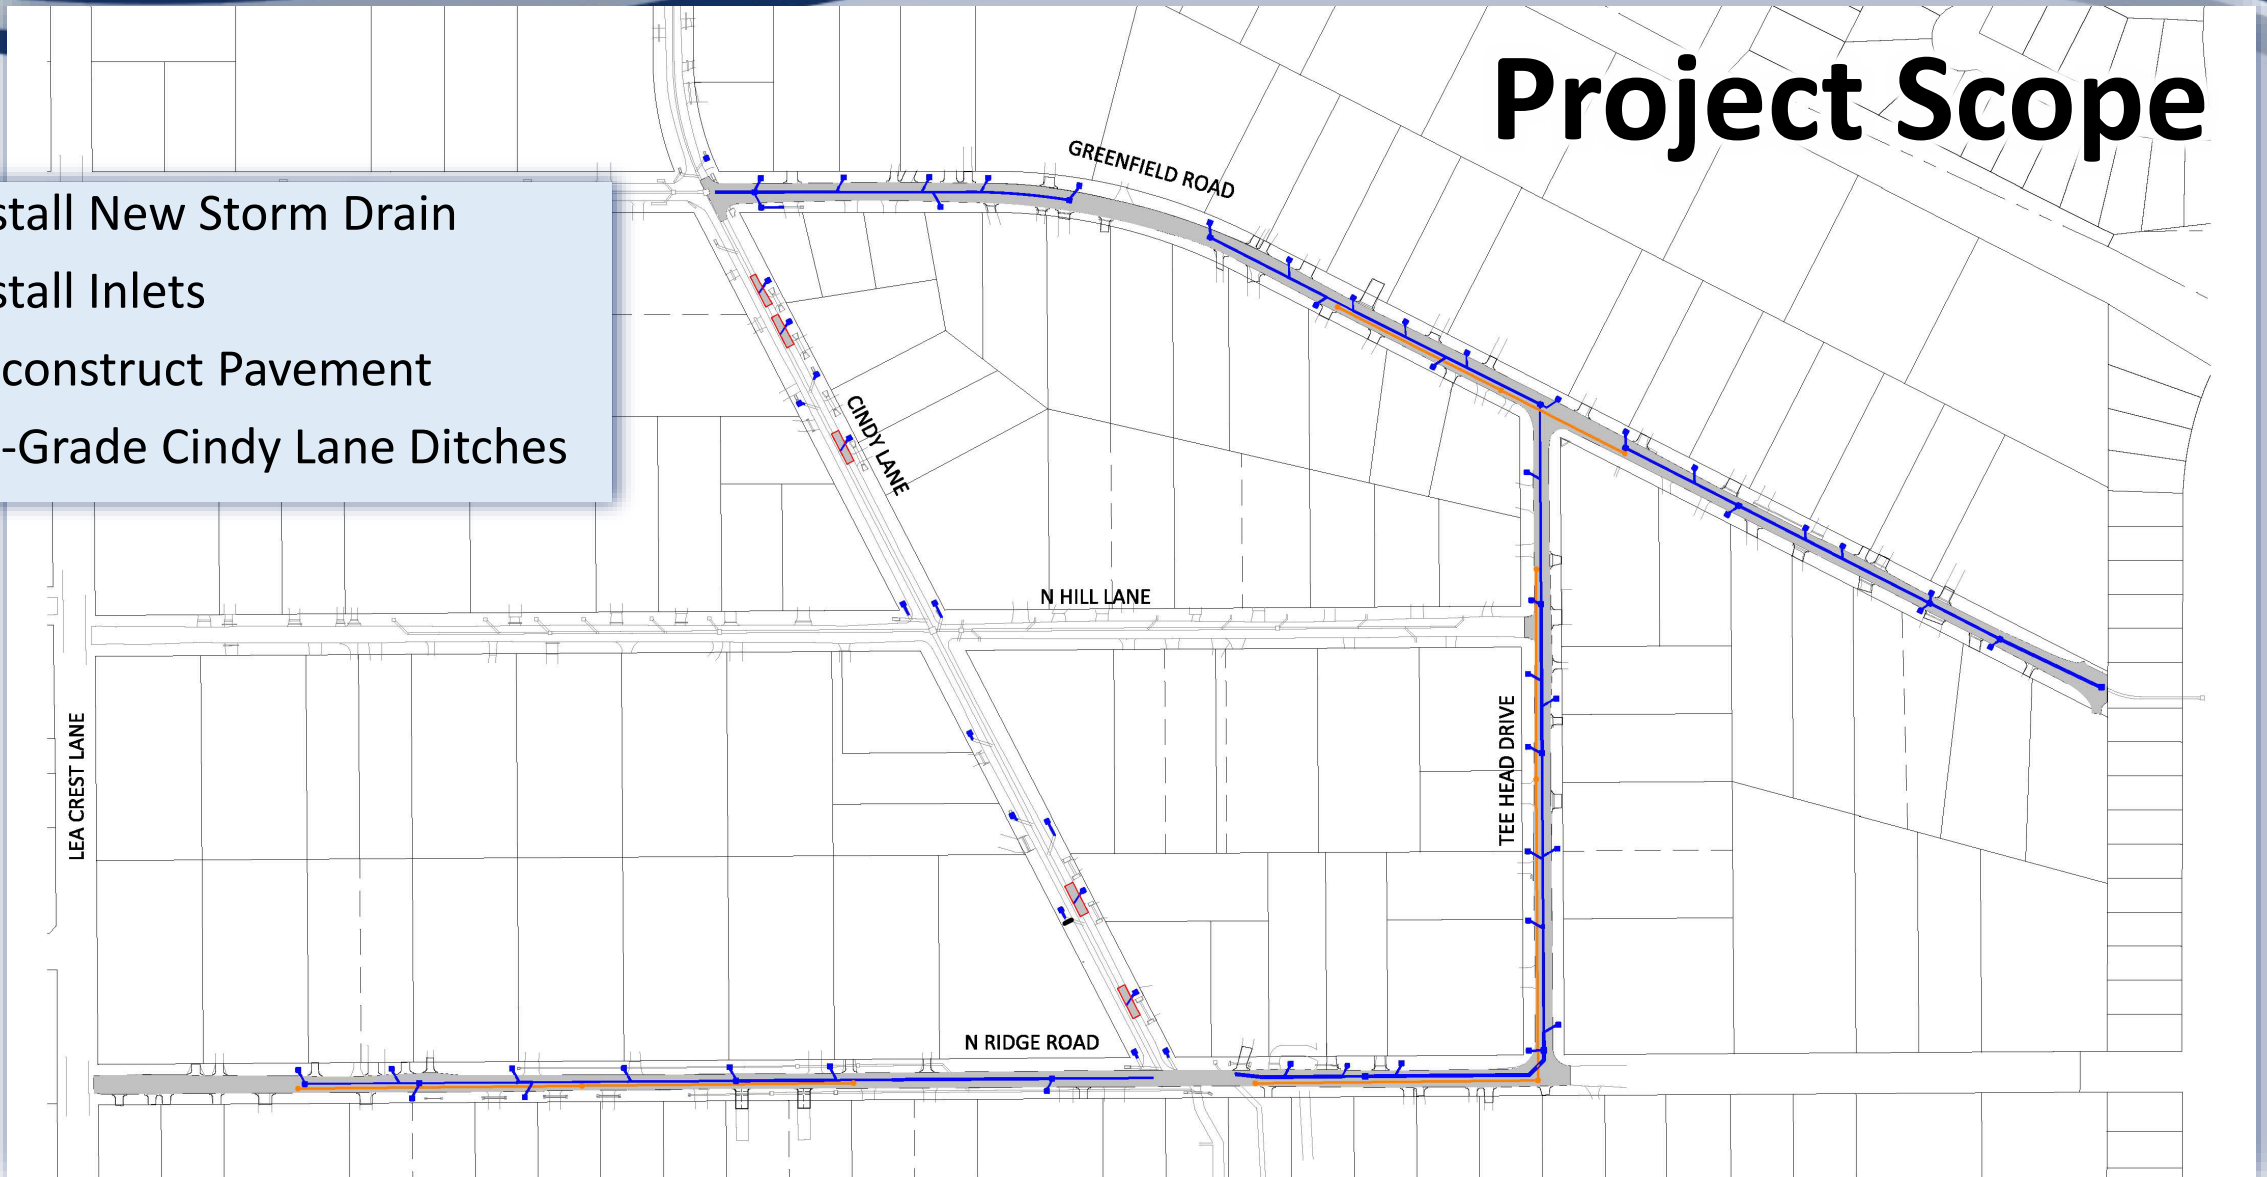 Project Scope
stall New Storm Drain
stall Inlets
construct Pavement
-Grade Cindy Lane Ditches
GREENFIELD ROAD
CINDY LANE
N HILL LANE
LEA CREST LANE
TEE HEAD DRIVE
N RIDGE ROAD